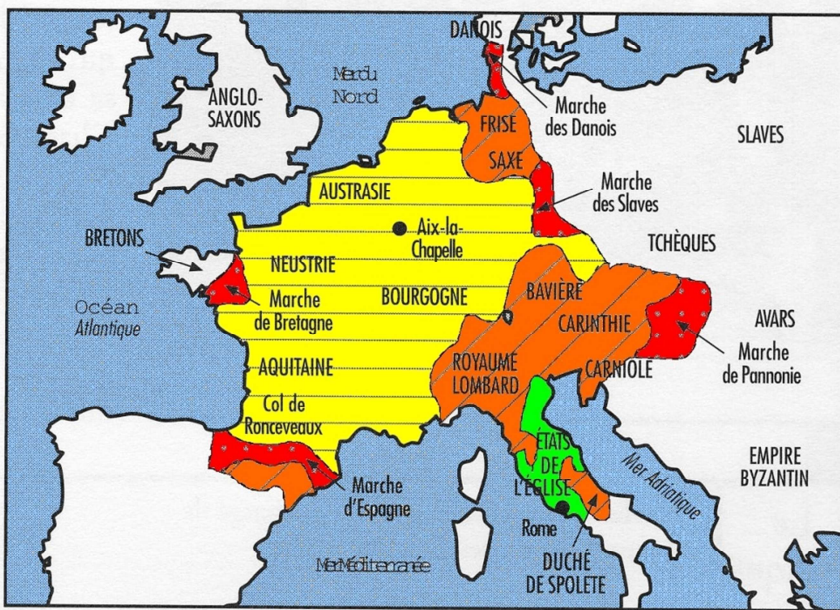 DANOIS
Mer du
Nord
ANGLO-
SAXONS
Marche
des Danois
FRISE
SLAVES
SAXE
AUSTRASIE
Marche
des Slaves
Aix-la-
Chapelle
BRETONS
TCHÈQUES
NEUSTRIE
BOURGOGNE
BAVIÈRE
Océan
Atlantique
Marche
de Bretagne
CARINTHIE
AVARS
AQUITAINE
ROYAUME
LOMBARD
CARNIOLE
Marche
de Pannonie
Col de
Ronceveaux
ÉTATS
DE
L'ÉGLISE
Mer Adriatique
EMPIRE
BYZANTIN
Marche
d'Espagne
Rome
Mer Méditerranée
DUCHÉ
DE SPOLETE